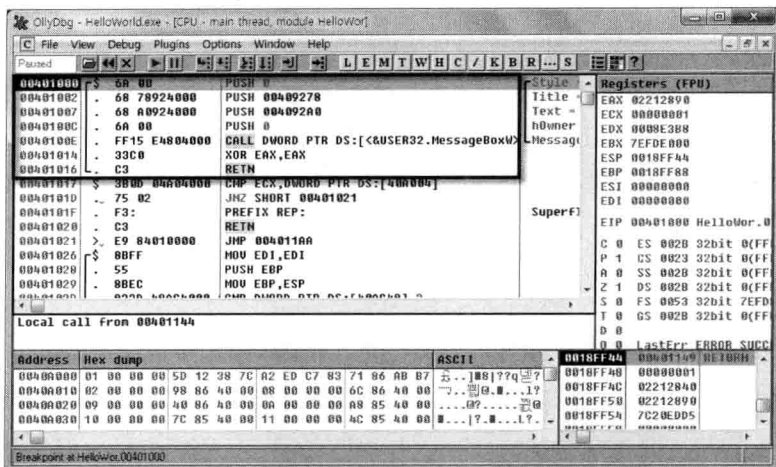 OllyDbg - HelloWorld.exe - [CPU - main thread, module HelloWor]
C File View Debug Plugins Options Window Help
Paused L E M T W H C / K B R ... S ?
00401000 $ 6A 00 PUSH 0 Style
00401002 . 68 78924000 PUSH 00409278 Title
00401007 . 68 A0924000 PUSH 004092A0 Text =
0040100C . 6A 00 PUSH 0 hOwner
0040100E . FF15 E4804000 CALL DWORD PTR DS:[<&USER32.MessageBoxW> Messag
00401014 . 33C0 XOR EAX,EAX
00401016 . C3 RETN
00401017 $ 3B0D 04A04000 CMP ECX,DWORD PTR DS:[40A004]
0040101D . 75 02 JNZ SHORT 00401021
0040101F . F3: PREFIX REP: Superf
00401020 . C3 RETN
00401021 > E9 84010000 JMP 004011AA
00401026 $ 8BFF MOV EDI,EDI
00401028 . 55 PUSH EBP
00401029 . 8BEC MOV EBP,ESP
Local call from 00401144
Registers (FPU)
EAX 02212890
ECX 00000001
EDX 0008E3B8
EBX 7EFDE000
ESP 0018FF44
EBP 0018FF88
ESI 00000000
EDI 00000000
EIP 00401000 HelloWor.0
C 0 ES 002B 32bit 0(FF
P 1 CS 0023 32bit 0(FF
A 0 SS 002B 32bit 0(FF
Z 1 DS 002B 32bit 0(FF
S 0 FS 0053 32bit 7EFD
T 0 GS 002B 32bit 0(FF
D 0
O 0 LastErr ERROR_SUCC
Address Hex dump ASCII
0040A000 01 00 00 00 5D 12 38 7C A2 ED C7 83 71 86 AB B7
0040A010 02 00 00 00 98 86 40 00 08 00 00 00 6C 86 40 00
0040A020 09 00 00 00 40 86 40 00 0A 00 00 00 A8 85 40 00
0040A030 10 00 00 00 7C 85 40 00 11 00 00 00 4C 85 40 00
0018FF44 00401149 RETURN
0018FF48 00000001
0018FF4C 02212840
0018FF50 02212890
0018FF54 7C20EDD5
Breakpoint at HelloWor.00401000